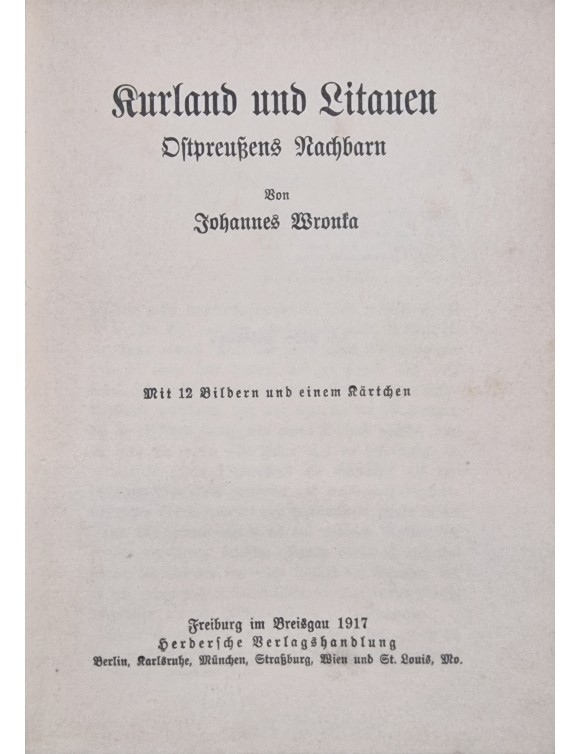 Kurland und Litauen
Ostpreußens Nachbarn
Von
Johannes Wronka
Mit 12 Bildern und einem Kärtchen
Freiburg im Breisgau 1917
Herdersche Verlagshandlung
Berlin, Karlsruhe, München, Straßburg, Wien und St. Louis, Mo.